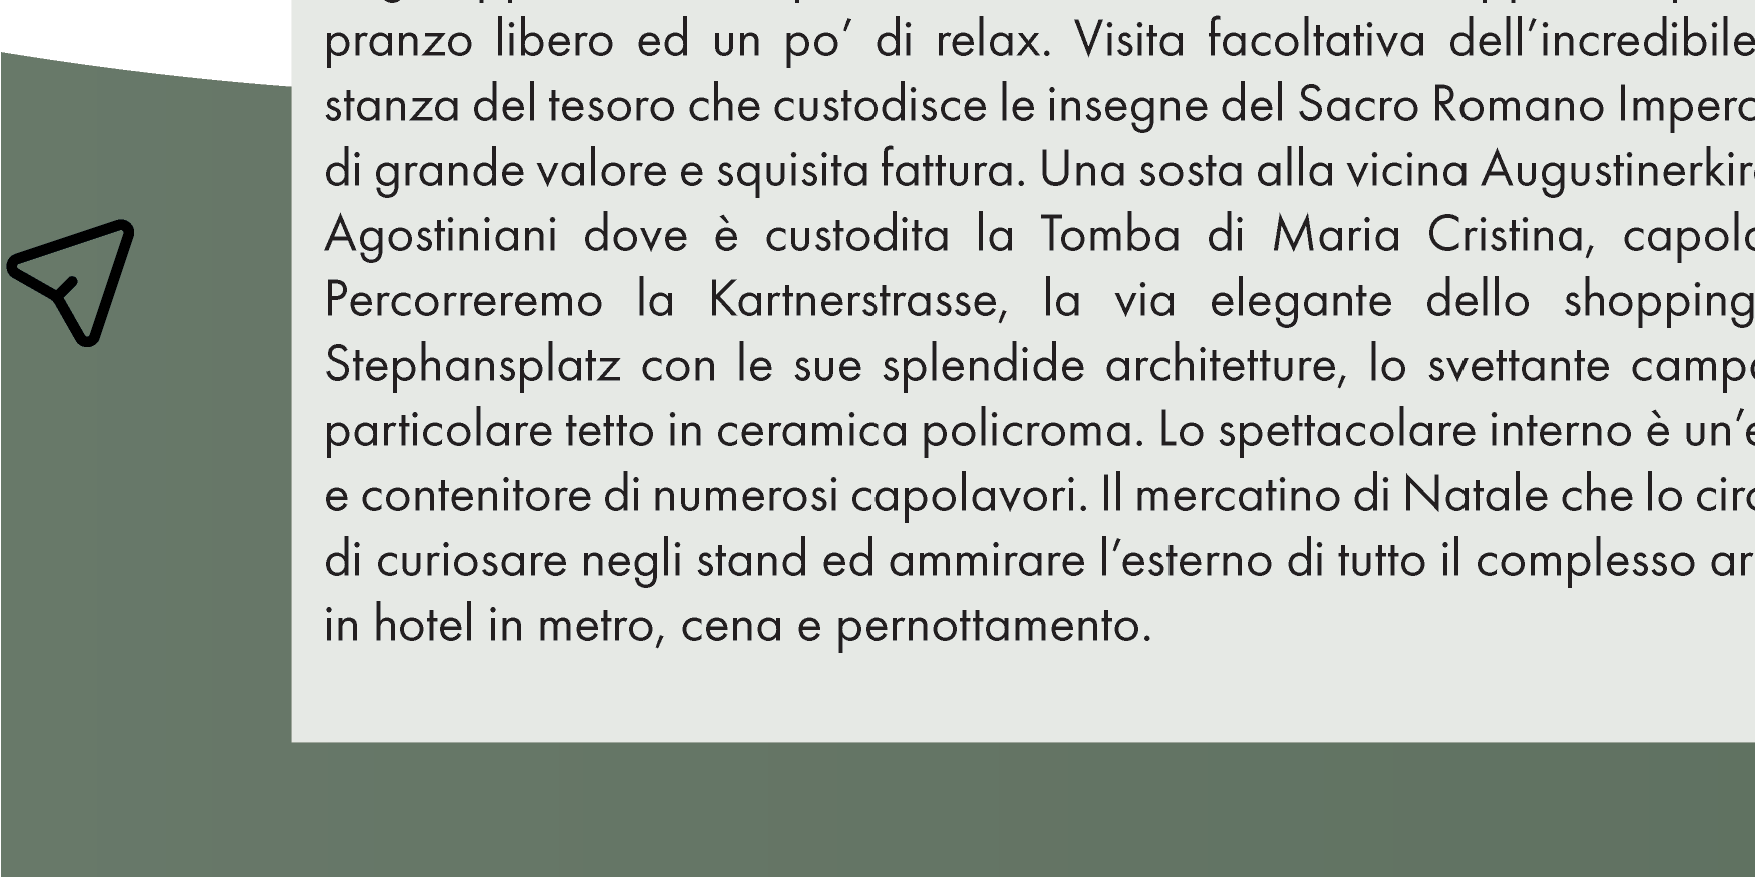 pranzo libero ed un po’ di relax. Visita facoltativa dell’incredibile
stanza del tesoro che custodisce le insegne del Sacro Romano Impero
di grande valore e squisita fattura. Una sosta alla vicina
Agostiniani dove è custodita la Tomba di Maria Cristina,
Percorreremo la Kartnerstrasse, la via elegante dello shopping
Stephansplatz con le sue splendide architetture, lo svettante
particolare tetto in ceramica policroma. Lo spettacolare interno è
e contenitore di numerosi capolavori. Il mercatino di Natale che lo
di curiosare negli stand ed ammirare l’esterno di tutto il complesso
in hotel in metro, cena e pernottamento.